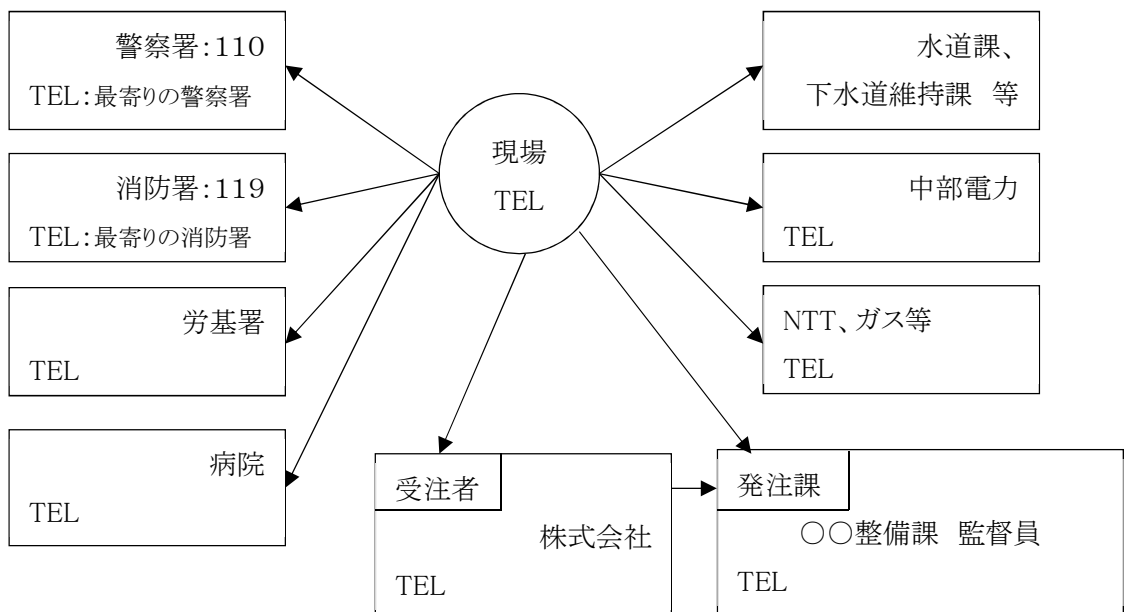 警察署:110
TEL:最寄りの警察署
消防署:119
TEL:最寄りの消防署
労基署
TEL
病院
TEL
現場
TEL
水道課、
下水道維持課 等
中部電力
TEL
NTT、ガス等
TEL
受注者
株式会社
TEL
発注課
○○整備課 監督員
TEL